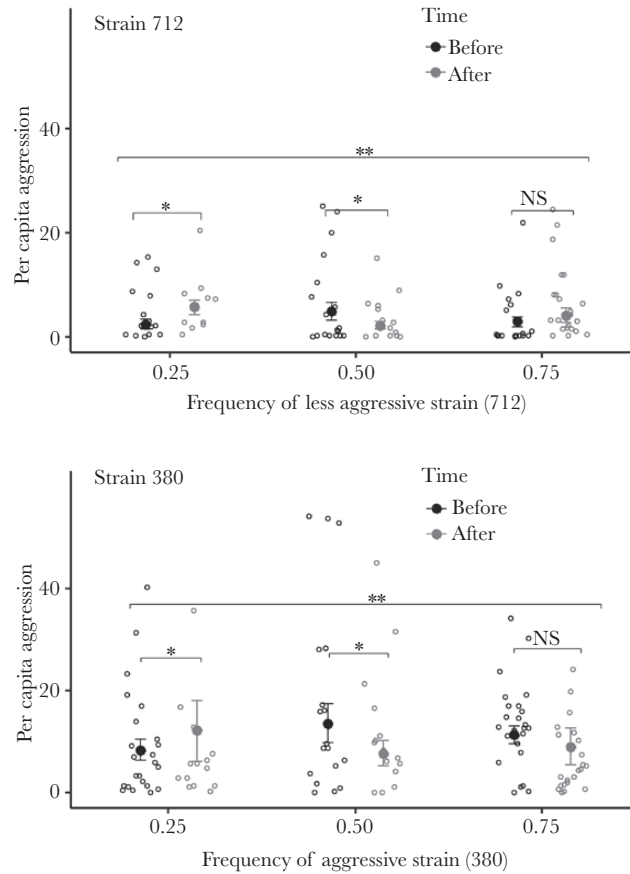 Strain 712
Time
Before
After
Per capita aggression
40
20
0
**
*
*
NS
0.25
0.50
0.75
Frequency of less aggressive strain (712)
Strain 380
Time
Before
After
Per capita aggression
40
20
0
**
*
*
NS
0.25
0.50
0.75
Frequency of aggressive strain (380)